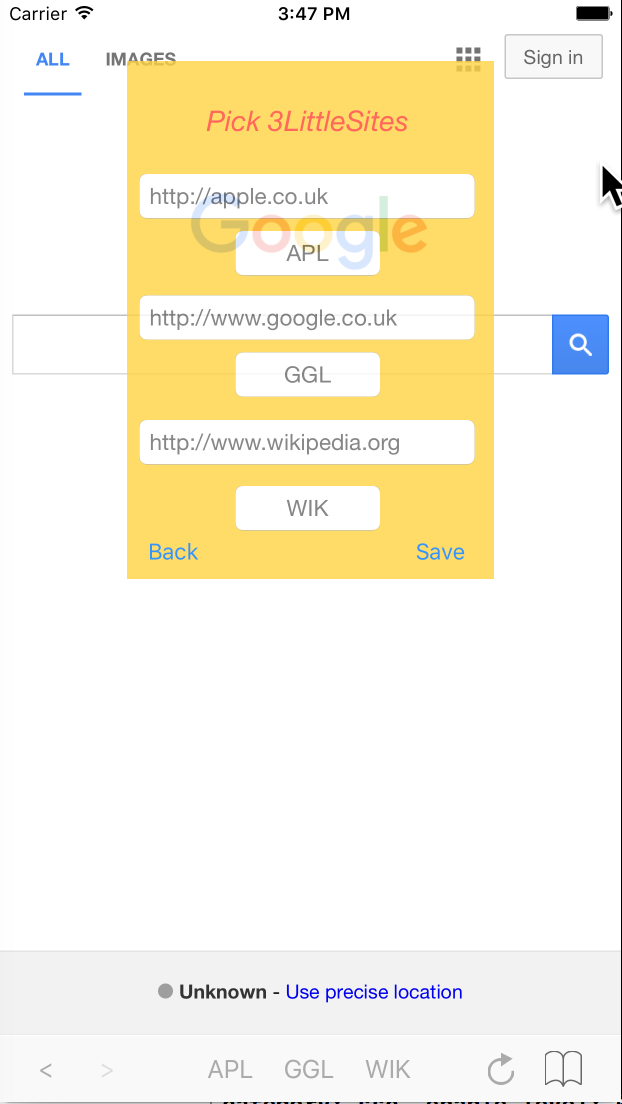 Carrier 3:47 PM
ALL IMAGES Sign in
Pick 3LittleSites
http://apple.co.uk
Google
APL
http://www.google.co.uk
GGL
http://www.wikipedia.org
WIK
Back Save
Unknown - Use precise location
< > APL GGL WIK